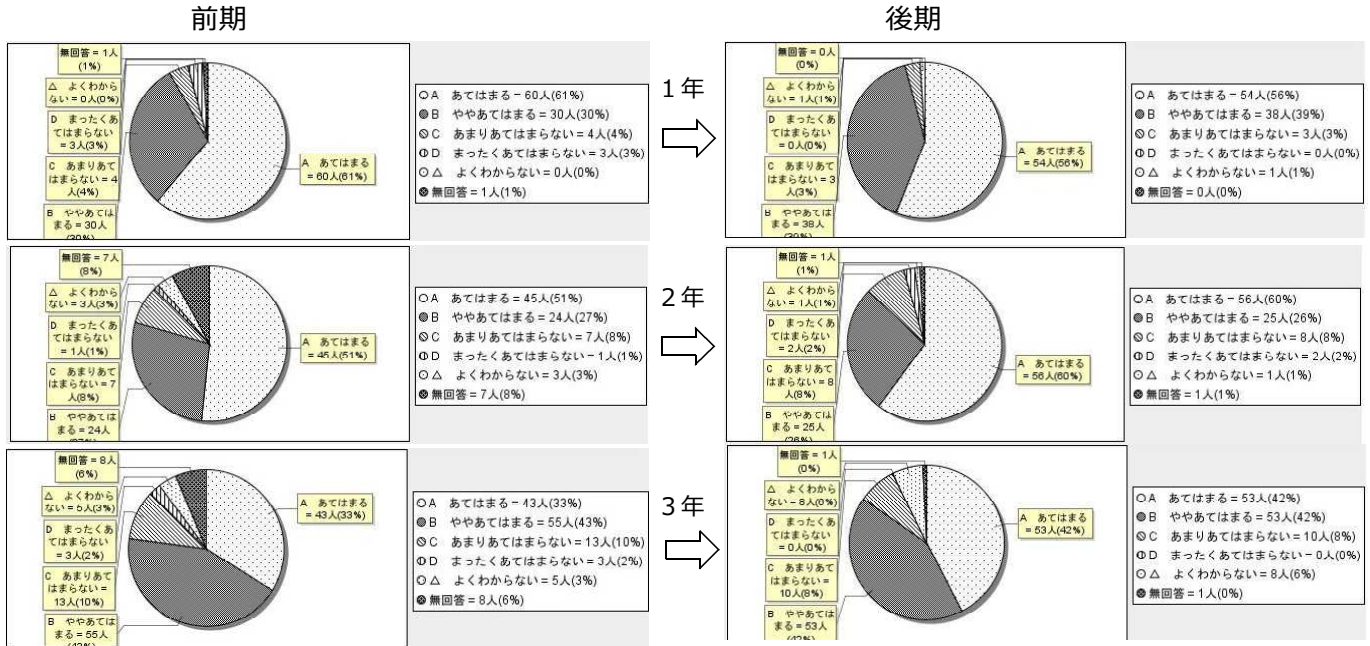 前期
後期
無回答 = 1人
(1%)
△ よくわから
ない = 0人(0%)
D まったくあ
てはまらない
= 3人(3%)
C あまりあて
はまらない = 4
人(4%)
B ややあては
まる = 30人
(30%)
A あてはまる
= 60人(61%)
○A あてはまる = 60人(61%)
B ややあてはまる = 30人(30%)
C あまりあてはまらない = 4人(4%)
D まったくあてはまらない = 3人(3%)
○△ よくわからない = 0人(0%)
無回答 = 1人(1%)
1年
無回答 = 0人
(0%)
△ よくわから
ない = 1人(1%)
D まったくあ
てはまらない
= 0人(0%)
C あまりあて
はまらない = 3
人(3%)
B ややあては
まる = 38人
(39%)
A あてはまる
= 54人(56%)
○A あてはまる = 54人(56%)
B ややあてはまる = 38人(39%)
C あまりあてはまらない = 3人(3%)
D まったくあてはまらない = 0人(0%)
○△ よくわからない = 1人(1%)
無回答 = 0人(0%)
無回答 = 7人
(8%)
△ よくわから
ない = 3人(3%)
D まったくあ
てはまらない
= 1人(1%)
C あまりあて
はまらない = 7
人(8%)
B ややあては
まる = 24人
(27%)
A あてはまる
= 45人(51%)
○A あてはまる = 45人(51%)
B ややあてはまる = 24人(27%)
C あまりあてはまらない = 7人(8%)
D まったくあてはまらない = 1人(1%)
○△ よくわからない = 3人(3%)
無回答 = 7人(8%)
2年
無回答 = 1人
(1%)
△ よくわから
ない = 1人(1%)
D まったくあ
てはまらない
= 2人(2%)
C あまりあて
はまらない = 8
人(8%)
B ややあては
まる = 25人
(26%)
A あてはまる
= 56人(60%)
○A あてはまる = 56人(60%)
B ややあてはまる = 25人(26%)
C あまりあてはまらない = 8人(8%)
D まったくあてはまらない = 2人(2%)
○△ よくわからない = 1人(1%)
無回答 = 1人(1%)
無回答 = 8人
(6%)
△ よくわから
ない = 5人(3%)
D まったくあ
てはまらない
= 3人(2%)
C あまりあて
はまらない =
13人(10%)
B ややあては
まる = 55人
(43%)
A あてはまる
= 43人(33%)
○A あてはまる = 43人(33%)
B ややあてはまる = 55人(43%)
C あまりあてはまらない = 13人(10%)
D まったくあてはまらない = 3人(2%)
○△ よくわからない = 5人(3%)
無回答 = 8人(6%)
3年
無回答 = 1人
(0%)
△ よくわから
ない = 8人(0%)
D まったくあ
てはまらない
= 0人(0%)
C あまりあて
はまらない =
10人(8%)
B ややあては
まる = 53人
(42%)
A あてはまる
= 53人(42%)
○A あてはまる = 53人(42%)
B ややあてはまる = 53人(42%)
C あまりあてはまらない = 10人(8%)
D まったくあてはまらない = 0人(0%)
○△ よくわからない = 8人(6%)
無回答 = 1人(0%)